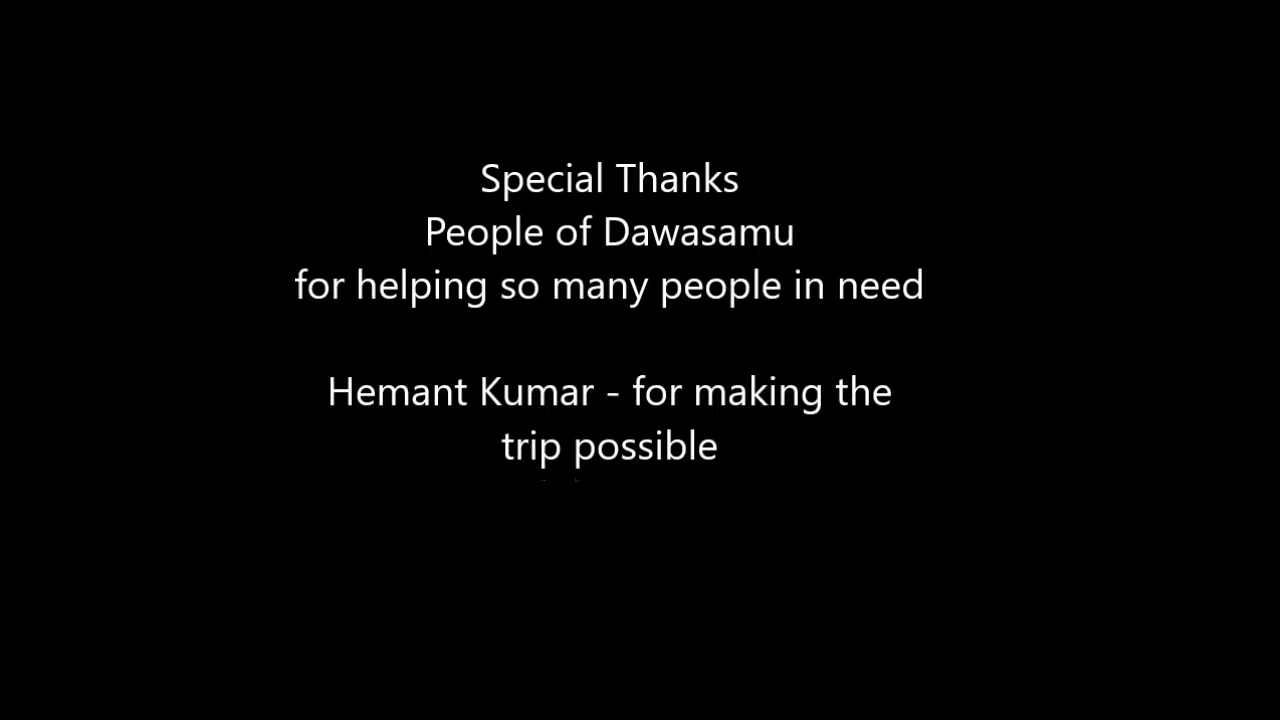 Special Thanks
People of Dawasamu
for helping so many people in need
Hemant Kumar - for making the
trip possible